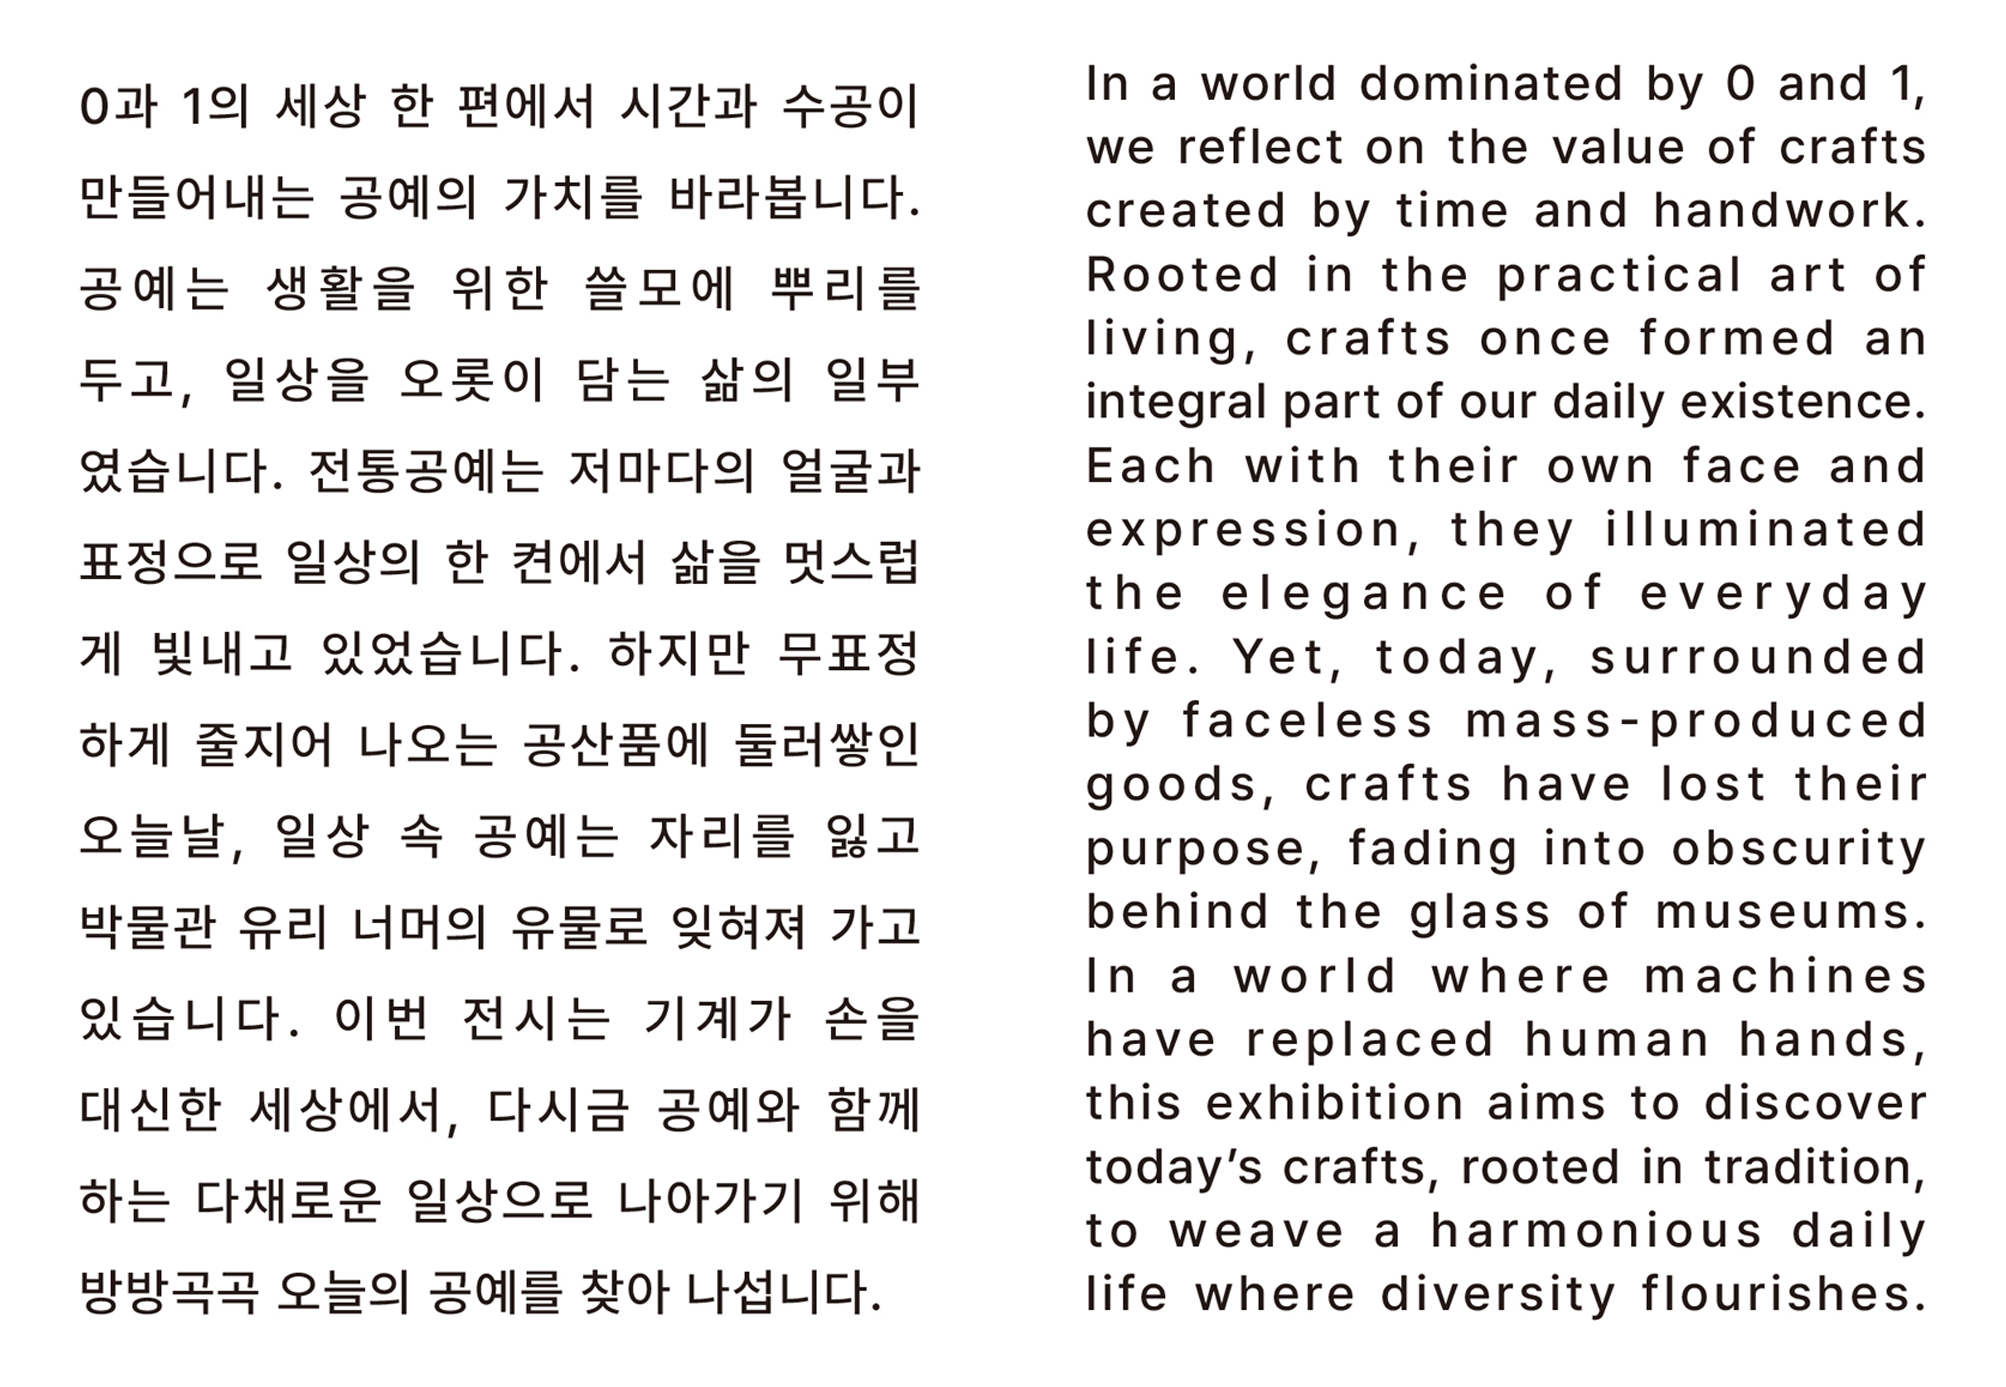 0과 1의 세상 한 편에서 시간과 수공이
만들어내는 공예의 가치를 바라봅니다.
공예는 생활을 위한 쓸모에 뿌리를
두고, 일상을 오롯이 담는 삶의 일부
였습니다. 전통공예는 저마다의 얼굴과
표정으로 일상의 한 켠에서 삶을 멋스럽
게 빛내고 있었습니다. 하지만 무표정
하게 줄지어 나오는 공산품에 둘러쌓인
오늘날, 일상 속 공예는 자리를 잃고
박물관 유리 너머의 유물로 잊혀져 가고
있습니다. 이번 전시는 기계가 손을
대신한 세상에서, 다시금 공예와 함께
하는 다채로운 일상으로 나아가기 위해
방방곡곡 오늘의 공예를 찾아 나섭니다.
In a world dominated by 0 and 1,
we reflect on the value of crafts
created by time and handwork.
Rooted in the practical art of
living, crafts once formed an
integral part of our daily existence.
Each with their own face and
expression, they illuminated
the elegance of everyday
life. Yet, today, surrounded
by faceless mass-produced
goods, crafts have lost their
purpose, fading into obscurity
behind the glass of museums.
In a world where machines
have replaced human hands,
this exhibition aims to discover
today’s crafts, rooted in tradition,
to weave a harmonious daily
life where diversity flourishes.